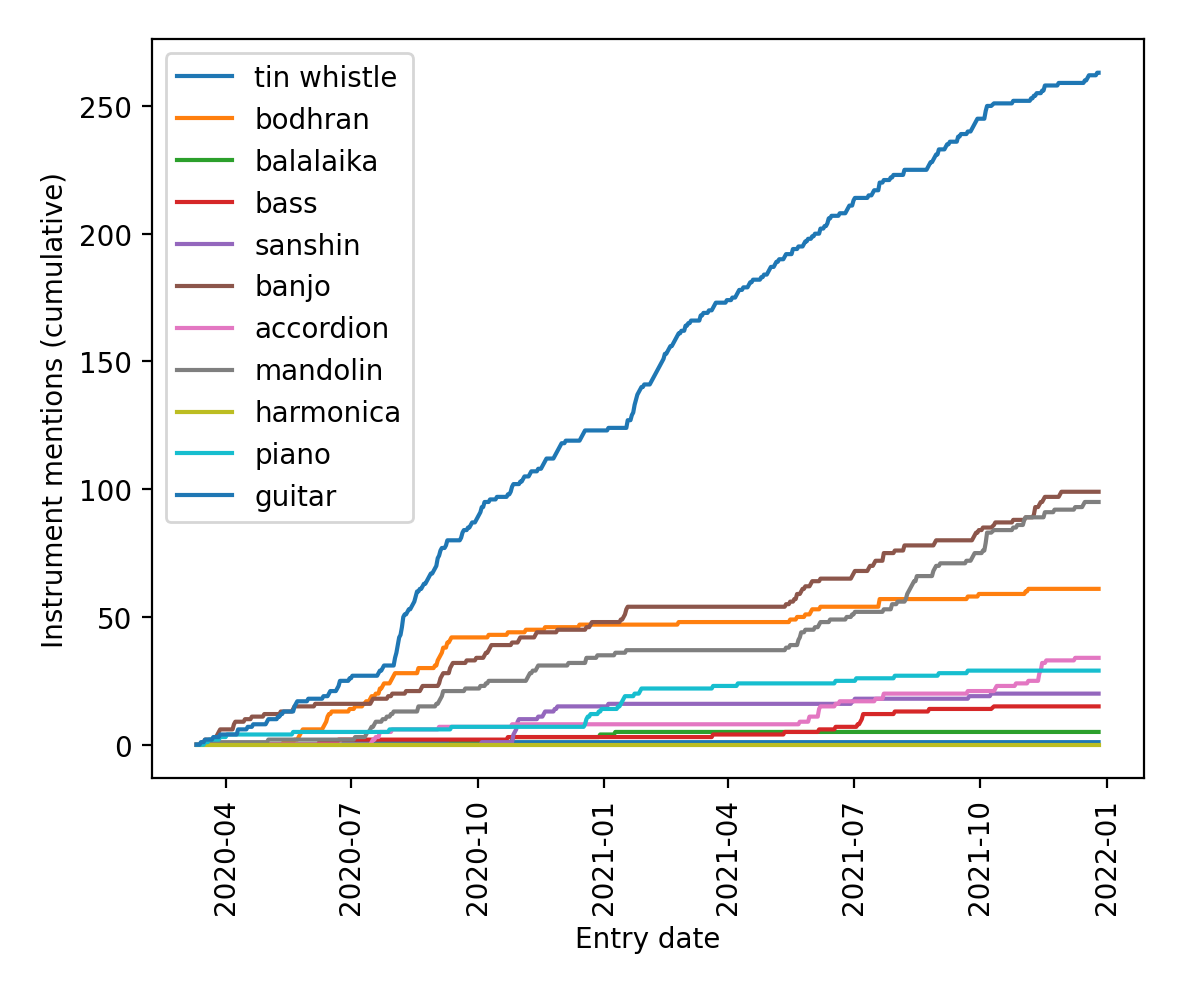 Instrument mentions (cumulative)
250
200
150
100
50
0
tin whistle
bodhran
balalaika
bass
sanshin
banjo
accordion
mandolin
harmonica
piano
guitar
2020-04
2020-07
2020-10
2021-01
2021-04
2021-07
2021-10
2022-01
Entry date